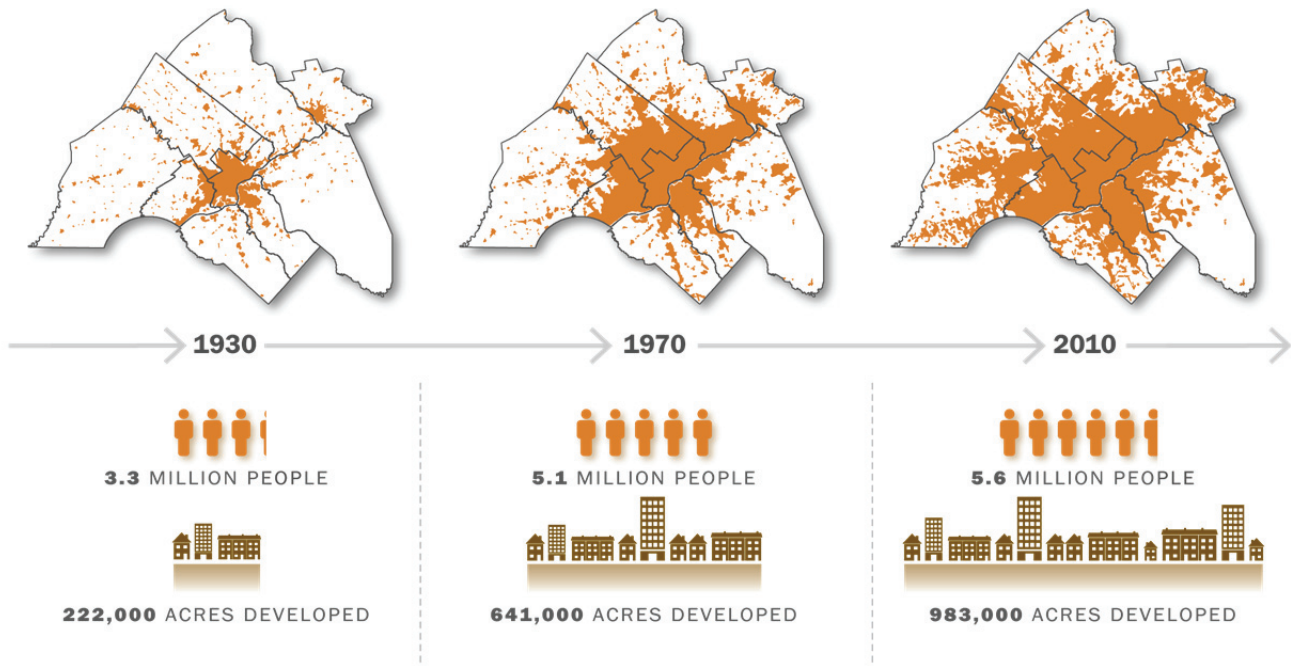 1930
1970
2010
3.3 MILLION PEOPLE
5.1 MILLION PEOPLE
5.6 MILLION PEOPLE
222,000 ACRES DEVELOPED
641,000 ACRES DEVELOPED
983,000 ACRES DEVELOPED